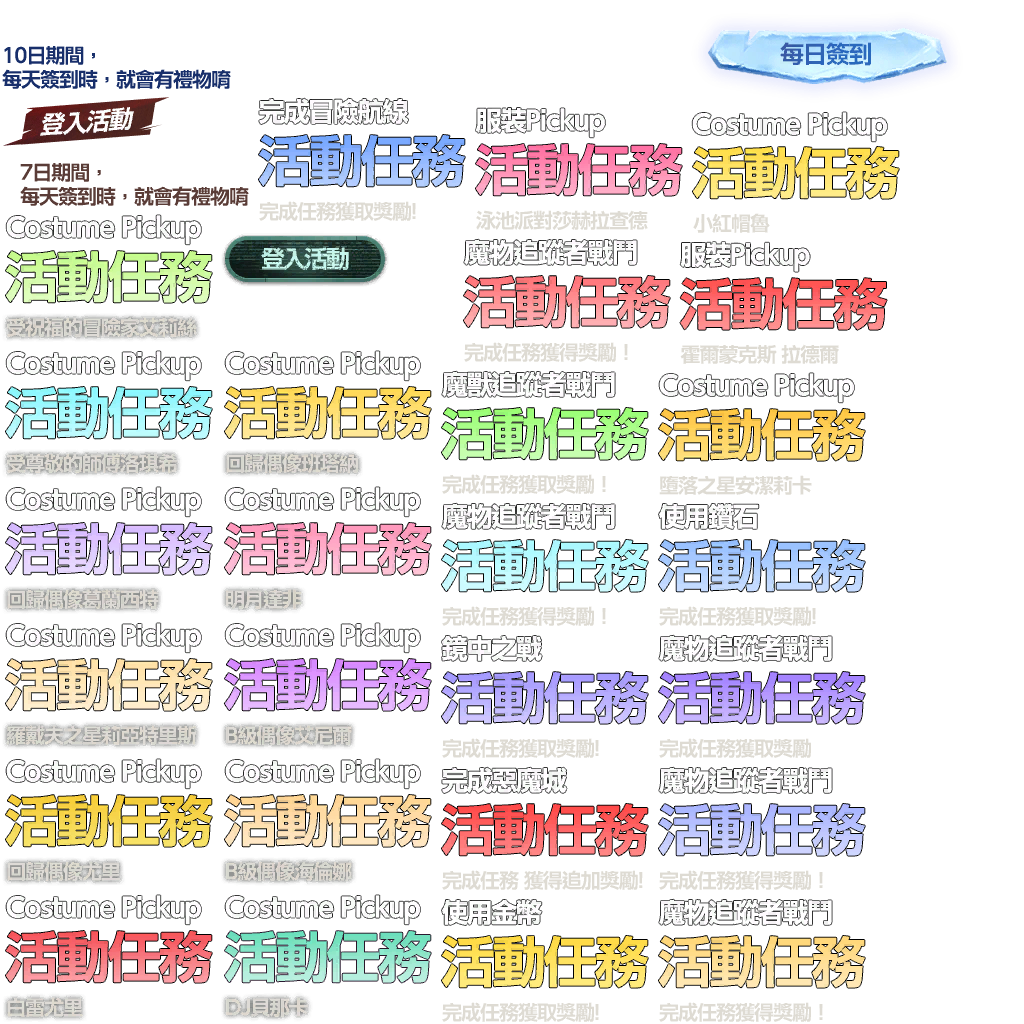 10日期間，
每天簽到時，就會有禮物唷
每日簽到
登入活動
7日期間，
每天簽到時，就會有禮物唷
完成冒險航線
活動任務
完成任務獲取獎勵!
服裝Pickup
活動任務
泳池派對莎赫拉查德
Costume Pickup
活動任務
小紅帽魯
Costume Pickup
活動任務
受祝福的冒險家艾莉絲
登入活動
魔物追蹤者戰鬥
活動任務
完成任務獲得獎勵！
服裝Pickup
活動任務
霍爾蒙克斯 拉德爾
Costume Pickup
活動任務
受尊敬的師傅洛琪希
Costume Pickup
活動任務
回歸偶像班塔納
魔獸追蹤者戰鬥
活動任務
完成任務獲取獎勵！
Costume Pickup
活動任務
墮落之星安潔莉卡
Costume Pickup
活動任務
回歸偶像葛蘭西特
Costume Pickup
活動任務
明月達非
魔物追蹤者戰鬥
活動任務
完成任務獲得獎勵！
使用鑽石
活動任務
完成任務獲取獎勵!
Costume Pickup
活動任務
羅戴夫之星莉亞特里斯
Costume Pickup
活動任務
B級偶像艾尼爾
鏡中之戰
活動任務
完成任務獲取獎勵!
魔物追蹤者戰鬥
活動任務
完成任務獲取獎勵
Costume Pickup
活動任務
回歸偶像尤里
Costume Pickup
活動任務
B級偶像海倫娜
完成惡魔城
活動任務
完成任務 獲得追加獎勵!
魔物追蹤者戰鬥
活動任務
完成任務獲得獎勵！
Costume Pickup
活動任務
白雷尤里
Costume Pickup
活動任務
DJ貝那卡
使用金幣
活動任務
完成任務獲取獎勵!
魔物追蹤者戰鬥
活動任務
完成任務獲得獎勵！